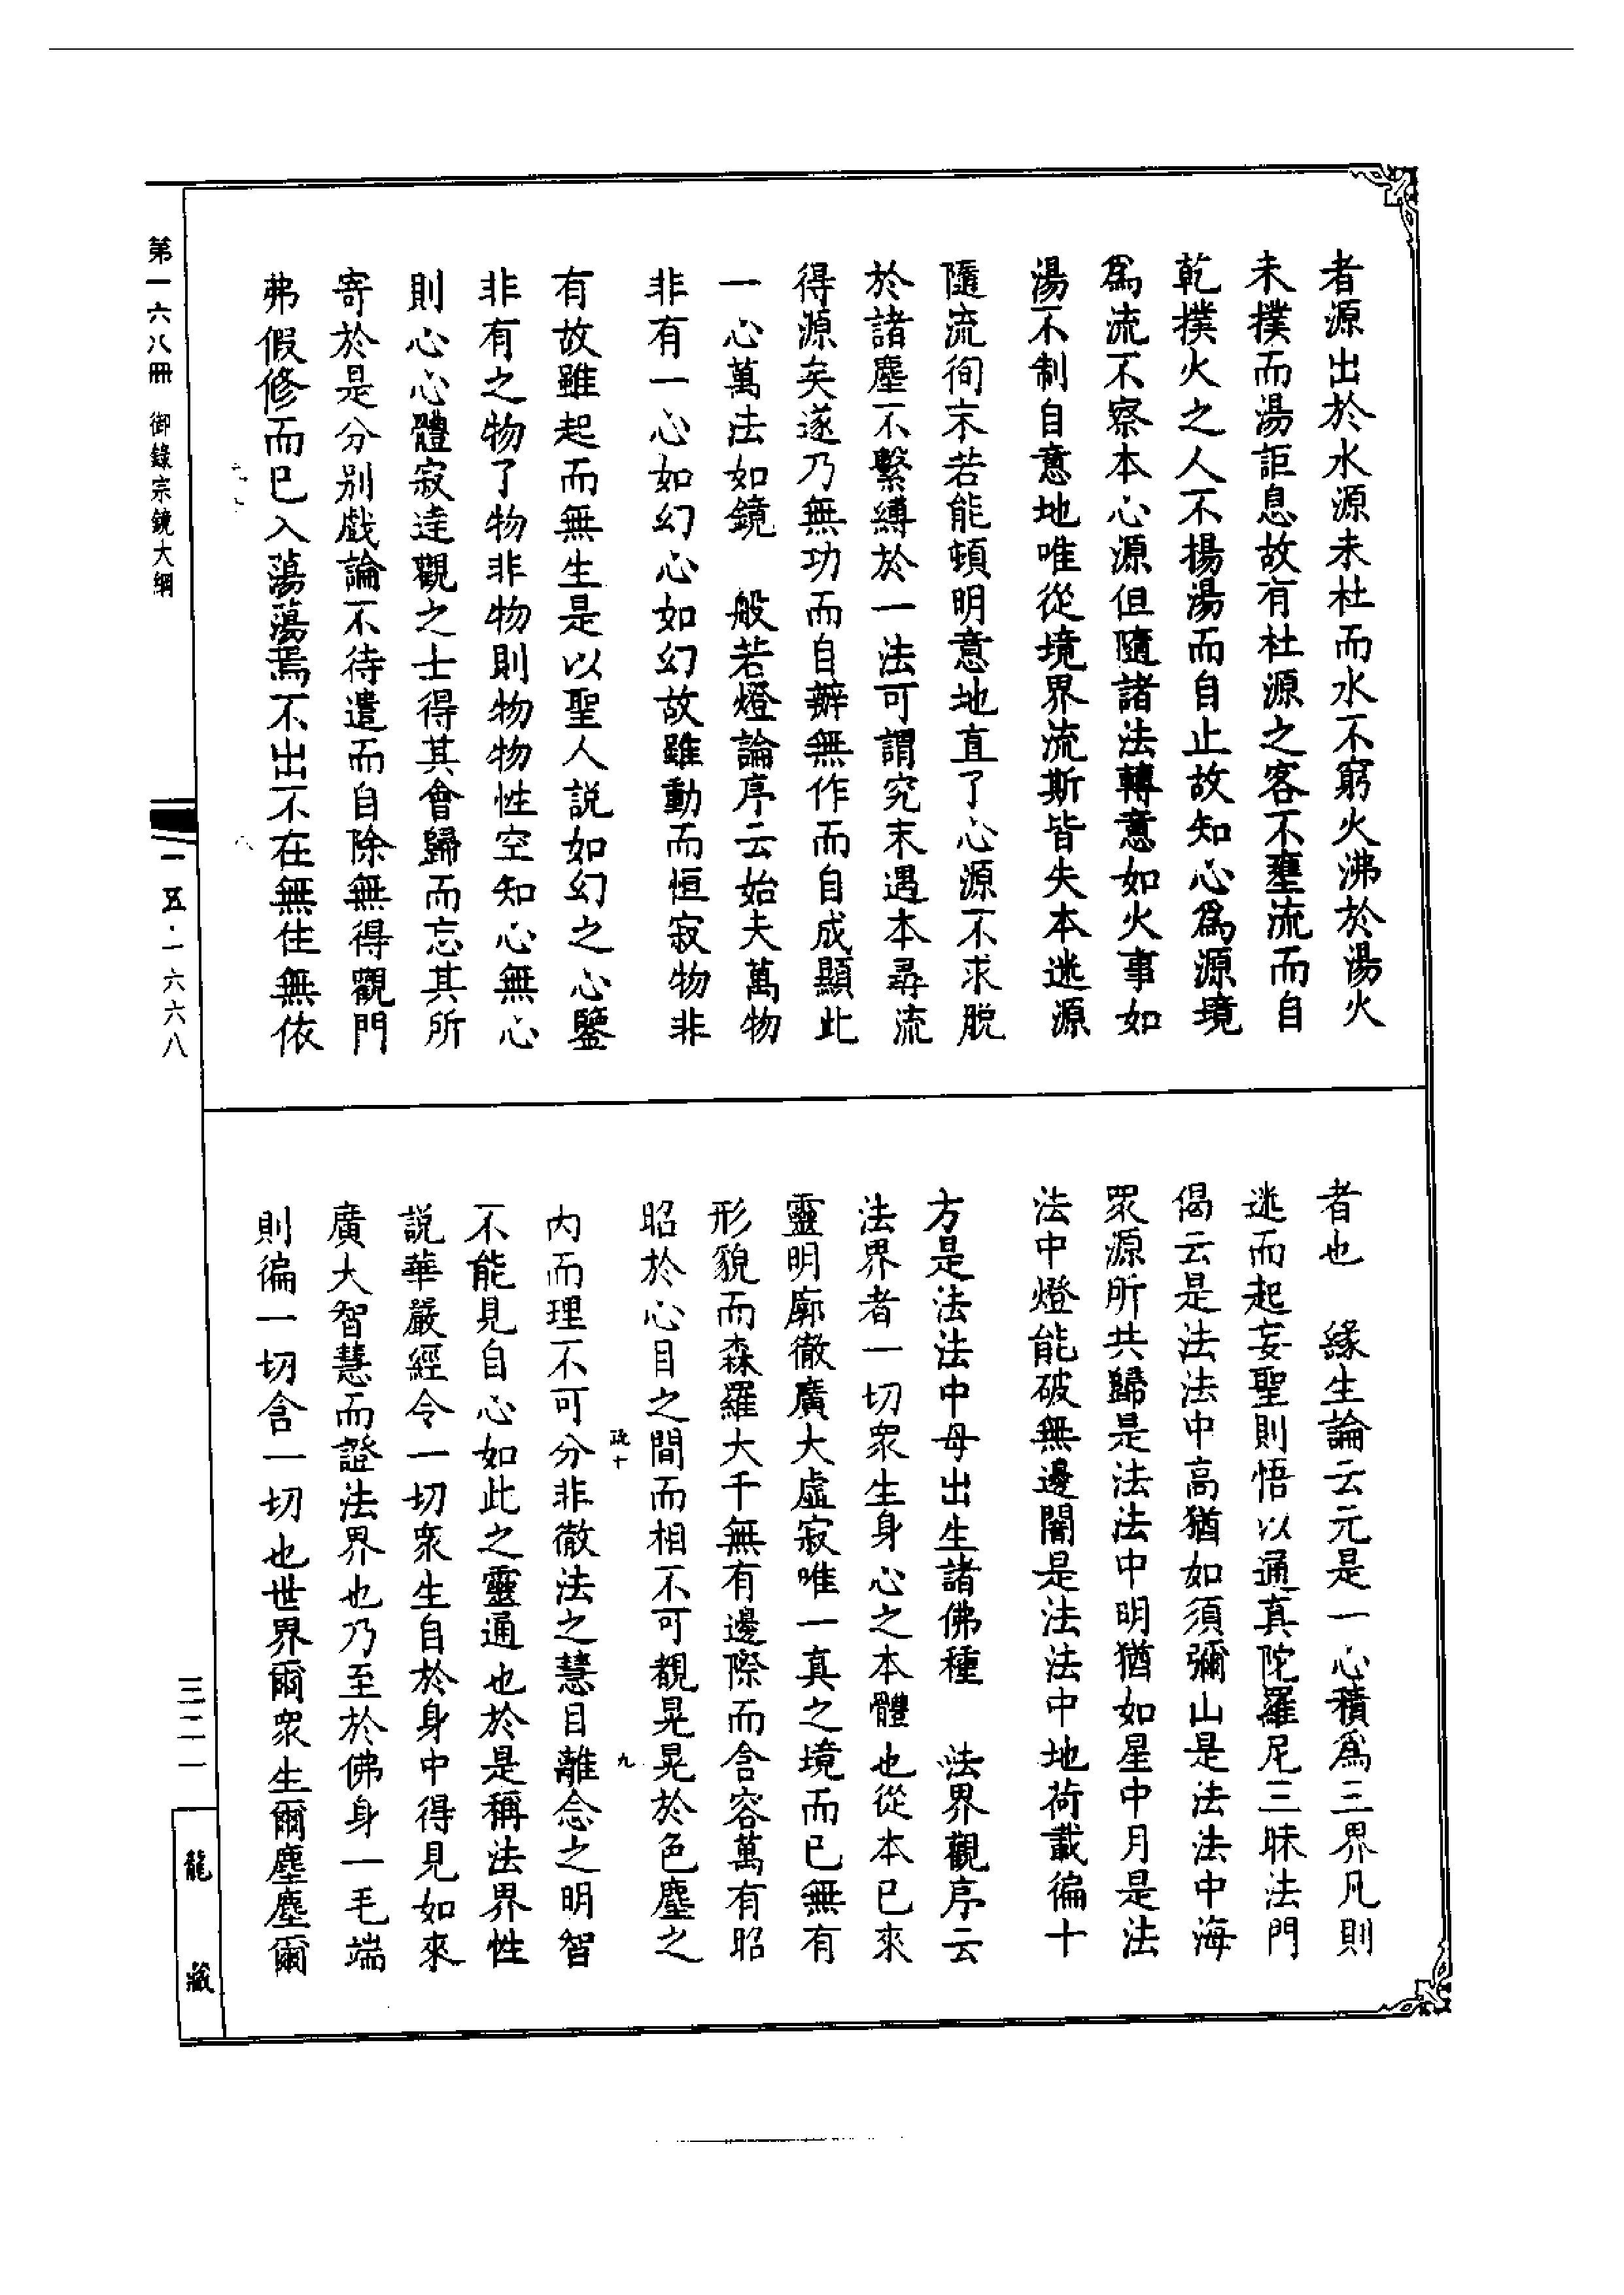 者源出於水源未杜而水不窮火沸於湯火
未撲而湯詎息故有杜源之客不壅流而自
乾撲火之人不揚湯而自止故知心爲源境
爲流不察本心源但隨諸法轉意如火事如
湯不制自意地唯從境界流斯皆失本迷源
隨流徇末若能頓明意地直了心源不求脫
於諸塵不繫縛於一法可謂究末遇本尋流
得源矣遂乃無功而自辦無作而自成顯此
一心萬法如鏡　般若燈論序云始夫萬物
非有一心如幻心如幻故雖動而恒寂物非
有故雖起而無生是以聖人說如幻之心鑒
非有之物了物非物則物物性空知心無心
則心心體寂達觀之士得其會歸而忘其所
寄於是分別戲論不待遣而自除無得觀門
弗假修而已入蕩蕩焉不出不在無住無依
者也　緣生論云元是一心積爲三界凡則
迷而起妄聖則悟以通真陀羅尼三昧法門
偈云是法法中高猶如須彌山是法法中海
眾源所共歸是法法中明猶如星中月是法
法中燈能破無邊闇是法法中地荷載徧十
方是法法中母出生諸佛種　法界觀序云
法界者一切眾生身心之本體也從本已來
靈明廓徹廣大虛寂唯一真之境而已無有
形貌而森羅大千無有邊際而含容萬有昭
昭於心目之間而相不可覩晃晃於色塵之
內而理不可分非徹法之慧目離念之明智
不能見自心如此之靈通也於是稱法界性
說華嚴經令一切眾生自於身中得見如來
廣大智慧而證法界也乃至於佛身一毛端
則徧一切含一切也世界爾眾生爾塵塵爾
第一六八冊　御錄宗鏡大綱
一五·一六六八
三二一
龍藏
九